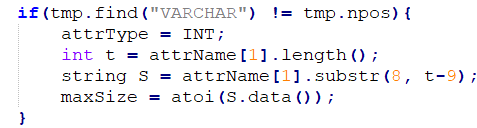 if(tmp.find("VARCHAR") != tmp.npos){
attrType = INT;
int t = attrName[1].length();
string S = attrName[1].substr(8, t-9);
maxSize = atoi(S.data());
}